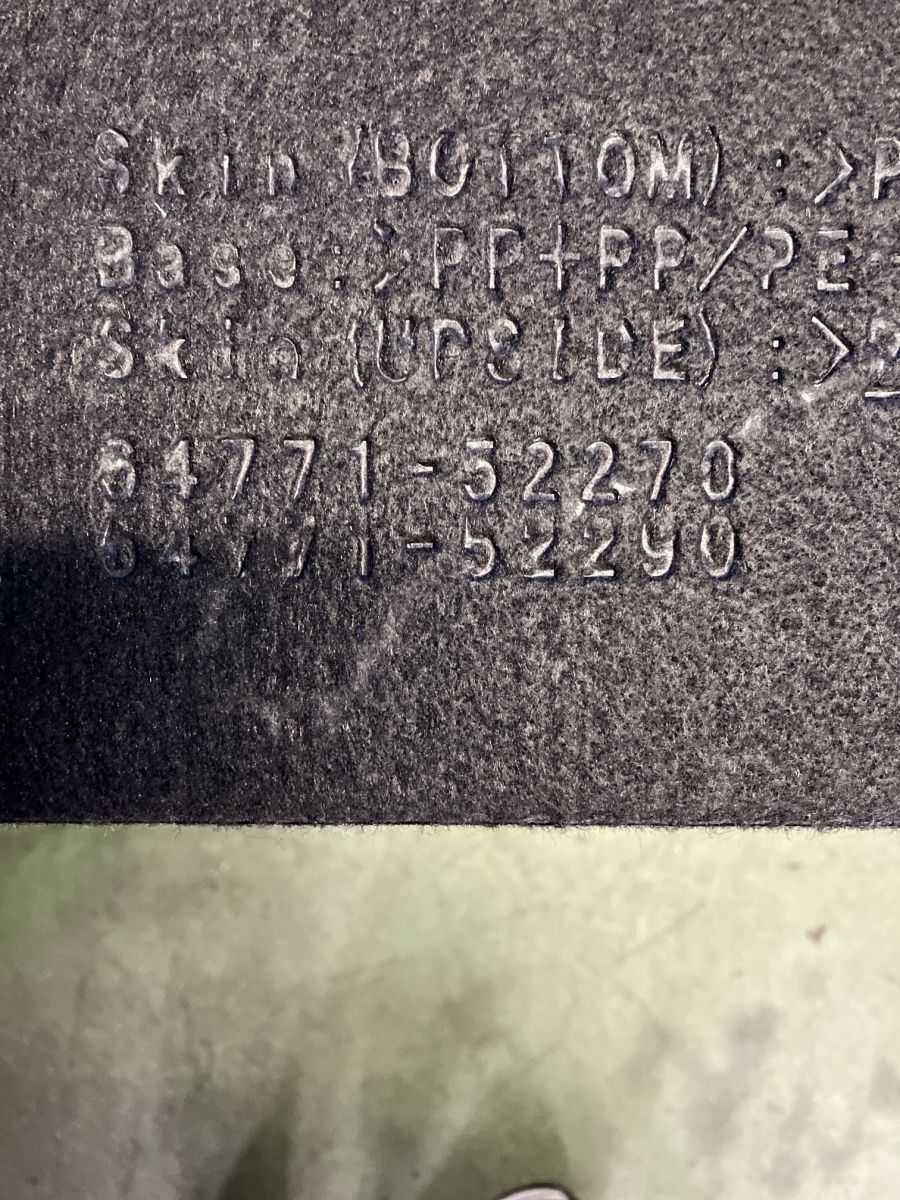 Skin (BOTTOM) :>P
Base :>PP+PP/PE
Skin (UPSIDE) :>P
64771-52270
64771-52290